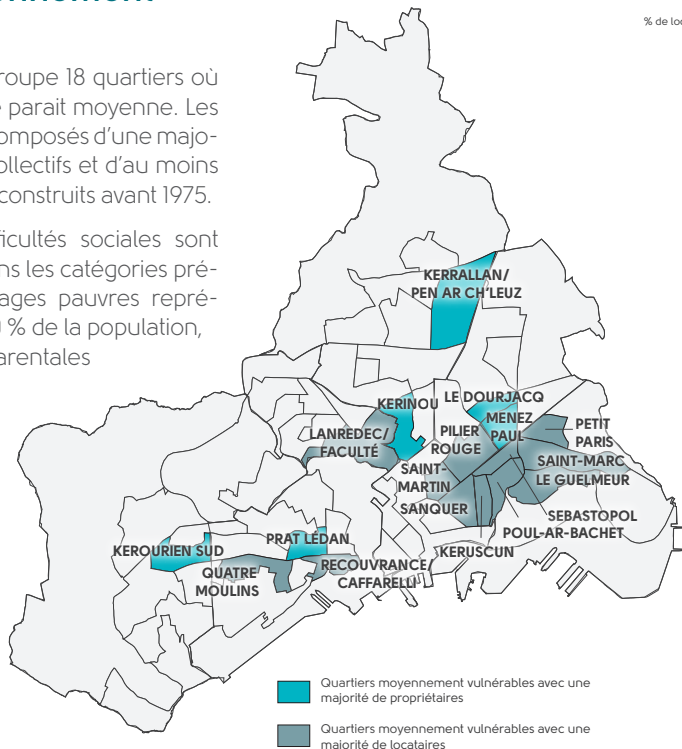 % de loc
roupe 18 quartiers où
parait moyenne. Les
omposés d'une majo-
ollectifs et d'au moins
construits avant 1975.
ficultés sociales sont
ns les catégories pré-
ages pauvres repré-
% de la population,
arentales
KERRALLAN/
PEN AR CH'LEUZ
KERINOU
LE DOURJACQ
MENEZ
PAUL
PETIT
PARIS
LANREDEC/
FACULTÉ
PILIER
ROUGE
SAINT-MARC
SAINT-
MARTIN
LE GUELMEUR
SANQUER
SEBASTOPOL
POUL-AR-BACHET
PRAT LÉDAN
KEROURIEN SUD
KERUSCUN
QUATRE
MOULINS
RECOUVRANCE/
CAFFARELLI
Quartiers moyennement vulnérables avec une
majorité de propriétaires
Quartiers moyennement vulnérables avec une
majorité de locataires